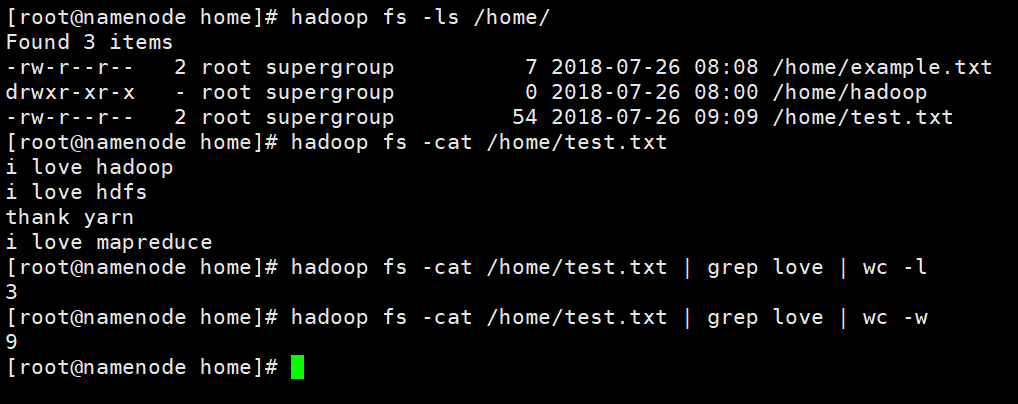 [root@namenode home]# hadoop fs -ls /home/
Found 3 items
-rw-r--r--   2 root supergroup          7 2018-07-26 08:08 /home/example.txt
drwxr-xr-x   - root supergroup          0 2018-07-26 08:00 /home/hadoop
-rw-r--r--   2 root supergroup         54 2018-07-26 09:09 /home/test.txt
[root@namenode home]# hadoop fs -cat /home/test.txt
i love hadoop
i love hdfs
thank yarn
i love mapreduce
[root@namenode home]# hadoop fs -cat /home/test.txt | grep love | wc -l
3
[root@namenode home]# hadoop fs -cat /home/test.txt | grep love | wc -w
9
[root@namenode home]#